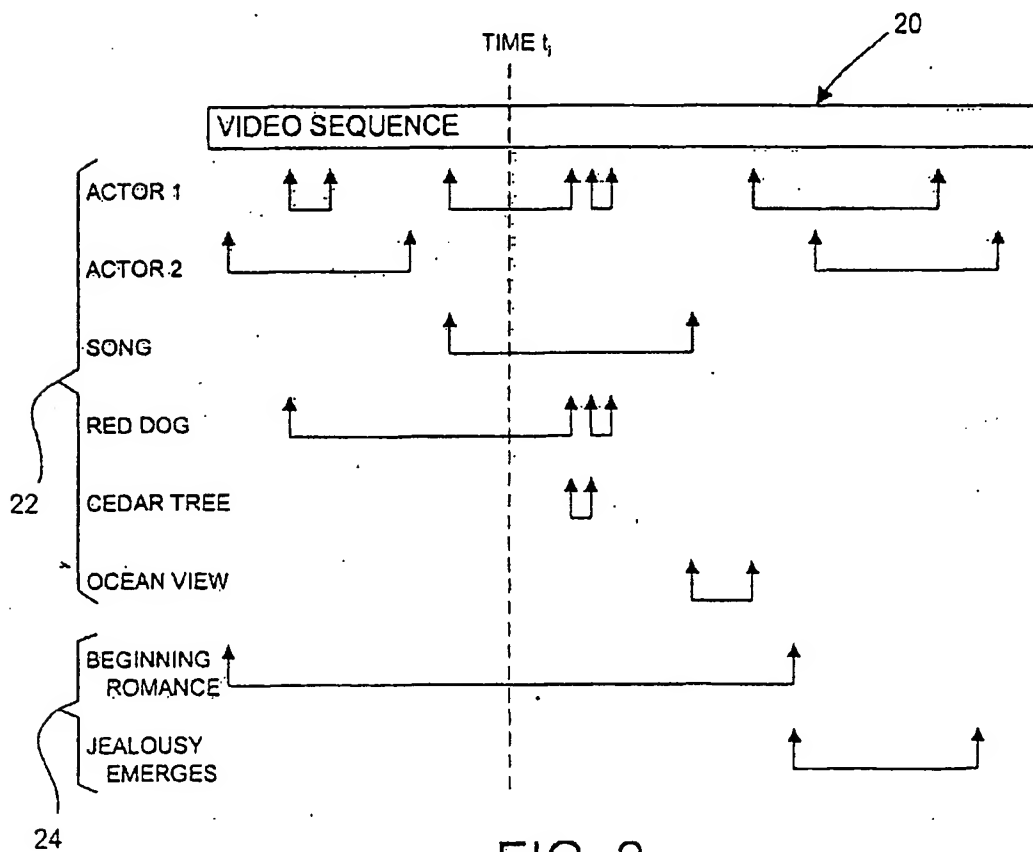 TIME ti
20
VIDEO SEQUENCE
ACTOR 1
ACTOR 2
SONG
RED DOG
22
CEDAR TREE
OCEAN VIEW
BEGINNING
ROMANCE
JEALOUSY
EMERGES
24